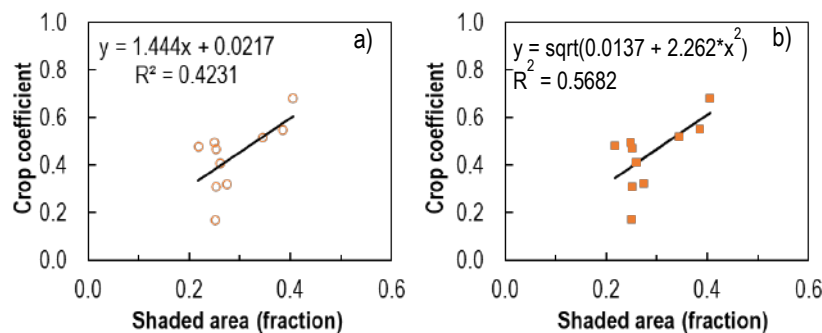 y = 1.444x + 0.0217
R² = 0.4231
a)
1.0
0.8
0.6
0.4
0.2
0.0
Crop coefficient
0.0
0.2
0.4
0.6
Shaded area (fraction)
y = sqrt(0.0137 + 2.262*x²)
R² = 0.5682
b)
1.0
0.8
0.6
0.4
0.2
0.0
Crop coefficient
0.0
0.2
0.4
0.6
Shaded area (fraction)